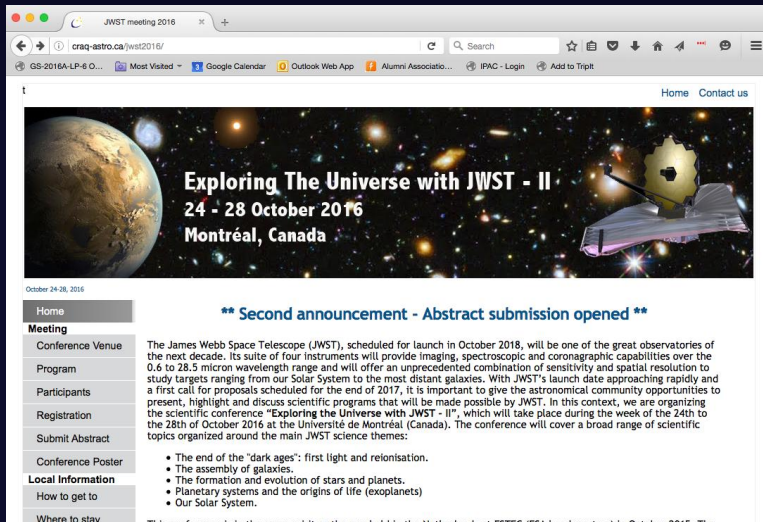 JWST meeting 2016
craq-astro.ca/jwst2016/
Search
GS-2016A-LP-6 O... Most Visited Google Calendar Outlook Web App Alumni Associatio... IPAC - Login Add to TripIt
t
Home Contact us
Exploring The Universe with JWST - II
24 - 28 October 2016
Montréal, Canada
October 24-28, 2016
Home
Meeting
Conference Venue
Program
Participants
Registration
Submit Abstract
Conference Poster
Local Information
How to get to
Where to stay
** Second announcement - Abstract submission opened **
The James Webb Space Telescope (JWST), scheduled for launch in October 2018, will be one of the great observatories of
the next decade. Its suite of four instruments will provide imaging, spectroscopic and coronagraphic capabilities over the
0.6 to 28.5 micron wavelength range and will offer an unprecedented combination of sensitivity and spatial resolution to
study targets ranging from our Solar System to the most distant galaxies. With JWST's launch date approaching rapidly and
a first call for proposals scheduled for the end of 2017, it is important to give the astronomical community opportunities to
present, highlight and discuss scientific programs that will be made possible by JWST. In this context, we are organizing
the scientific conference “Exploring the Universe with JWST - II”, which will take place during the week of the 24th to
the 28th of October 2016 at the Université de Montréal (Canada). The conference will cover a broad range of scientific
topics organized around the main JWST science themes:
• The end of the "dark ages": first light and reionisation.
• The assembly of galaxies.
• The formation and evolution of stars and planets.
• Planetary systems and the origins of life (exoplanets)
• Our Solar System.